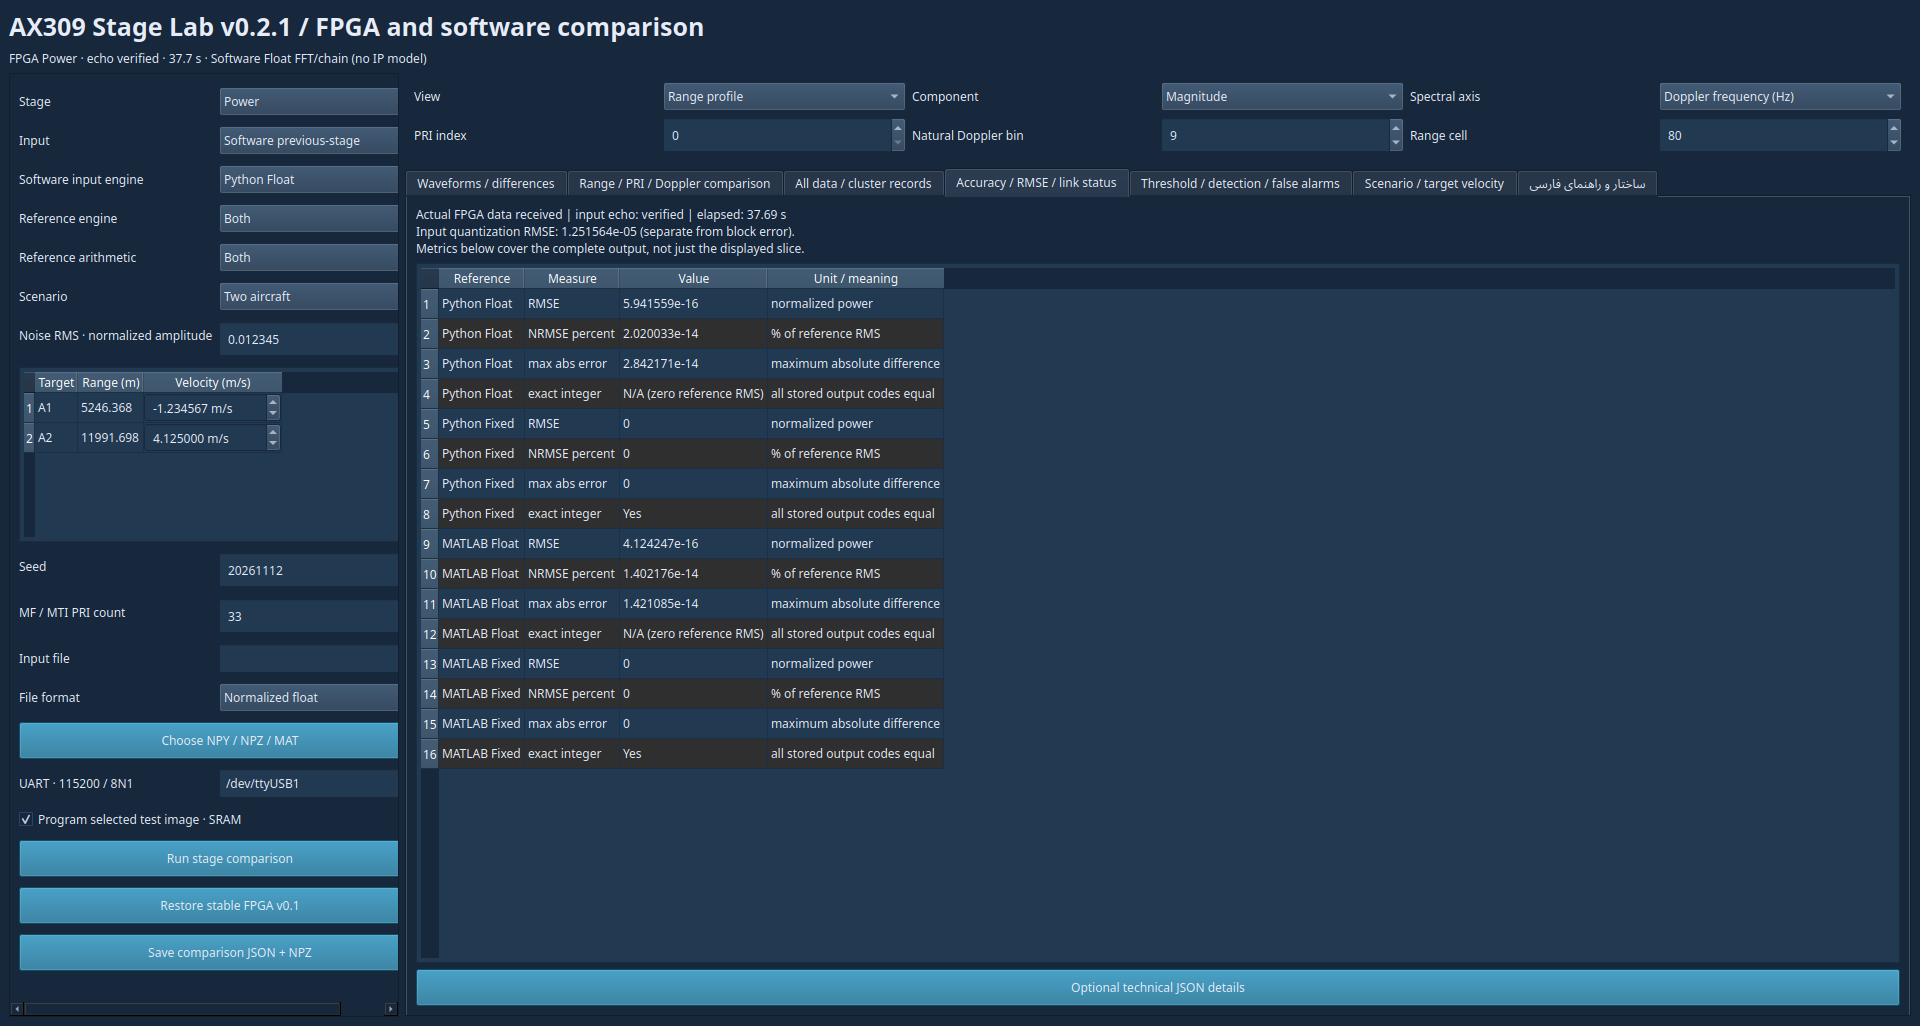 AX309 Stage Lab v0.2.1 / FPGA and software comparison
FPGA Power · echo verified · 37.7 s · Software Float FFT/chain (no IP model)
Stage Power
Input Software previous-stage
Software input engine Python Float
Reference engine Both
Reference arithmetic Both
Scenario Two aircraft
Noise RMS · normalized amplitude 0.012345
Target Range (m) Velocity (m/s)
1 A1 5246.368 -1.234567 m/s
2 A2 11991.698 4.125000 m/s
Seed 20261112
MF / MTI PRI count 33
Input file
File format Normalized float
Choose NPY / NPZ / MAT
UART · 115200 / 8N1 /dev/ttyUSB1
Program selected test image · SRAM
Run stage comparison
Restore stable FPGA v0.1
Save comparison JSON + NPZ
View Range profile Component Magnitude Spectral axis Doppler frequency (Hz)
PRI index 0 Natural Doppler bin 9 Range cell 80
Waveforms / differences Range / PRI / Doppler comparison All data / cluster records Accuracy / RMSE / link status Threshold / detection / false alarms Scenario / target velocity ساختار و راهنمای فارسی
Actual FPGA data received | input echo: verified | elapsed: 37.69 s
Input quantization RMSE: 1.251564e-05 (separate from block error).
Metrics below cover the complete output, not just the displayed slice.
Reference Measure Value Unit / meaning
1 Python Float RMSE 5.941559e-16 normalized power
2 Python Float NRMSE percent 2.020033e-14 % of reference RMS
3 Python Float max abs error 2.842171e-14 maximum absolute difference
4 Python Float exact integer N/A (zero reference RMS) all stored output codes equal
5 Python Fixed RMSE 0 normalized power
6 Python Fixed NRMSE percent 0 % of reference RMS
7 Python Fixed max abs error 0 maximum absolute difference
8 Python Fixed exact integer Yes all stored output codes equal
9 MATLAB Float RMSE 4.124247e-16 normalized power
10 MATLAB Float NRMSE percent 1.402176e-14 % of reference RMS
11 MATLAB Float max abs error 1.421085e-14 maximum absolute difference
12 MATLAB Float exact integer N/A (zero reference RMS) all stored output codes equal
13 MATLAB Fixed RMSE 0 normalized power
14 MATLAB Fixed NRMSE percent 0 % of reference RMS
15 MATLAB Fixed max abs error 0 maximum absolute difference
16 MATLAB Fixed exact integer Yes all stored output codes equal
Optional technical JSON details